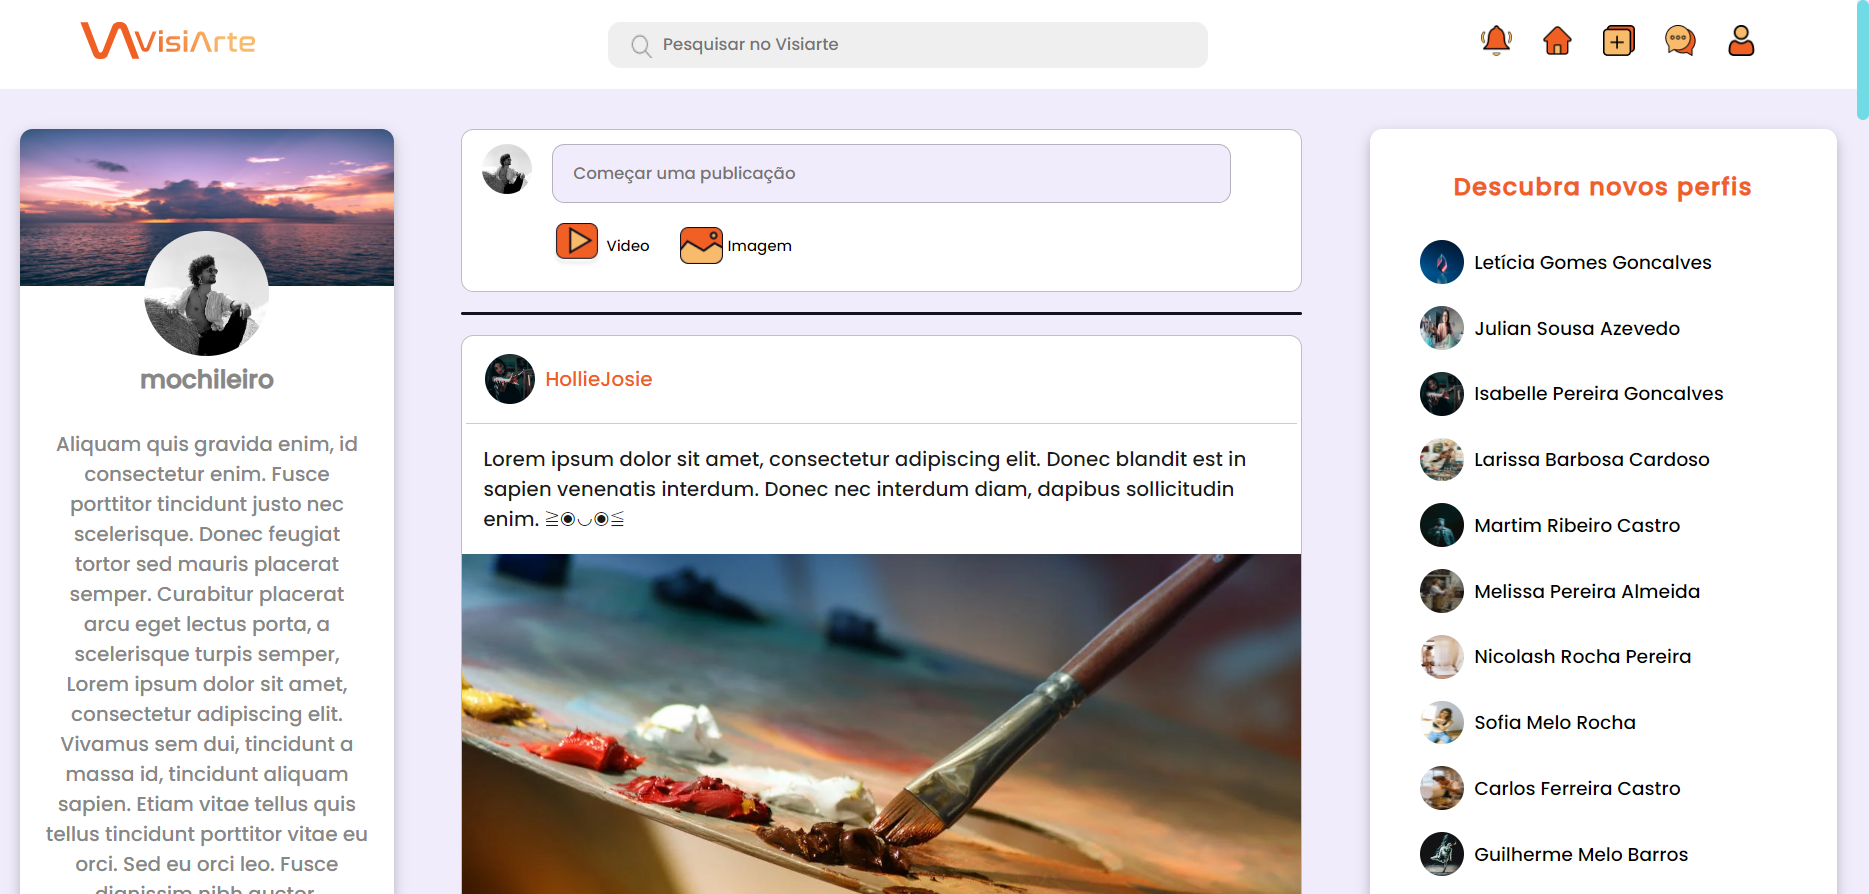 VisiArte
Pesquisar no Visiarte
mochileiro
Aliquam quis gravida enim, id
consectetur enim. Fusce
porttitor tincidunt justo nec
scelerisque. Donec feugiat
tortor sed mauris placerat
semper. Curabitur placerat
arcu eget lectus porta, a
scelerisque turpis semper,
Lorem ipsum dolor sit amet,
consectetur adipiscing elit.
Vivamus sem dui, tincidunt a
massa id, tincidunt aliquam
sapien. Etiam vitae tellus quis
tellus tincidunt porttitor vitae eu
orci. Sed eu orci leo. Fusce
dignissim nibh auctor
Começar uma publicação
Video
Imagem
HollieJosie
Lorem ipsum dolor sit amet, consectetur adipiscing elit. Donec blandit est in
sapien venenatis interdum. Donec nec interdum diam, dapibus sollicitudin
enim. ≧◉◡◉≦
Descubra novos perfis
Letícia Gomes Goncalves
Julian Sousa Azevedo
Isabelle Pereira Goncalves
Larissa Barbosa Cardoso
Martim Ribeiro Castro
Melissa Pereira Almeida
Nicolash Rocha Pereira
Sofia Melo Rocha
Carlos Ferreira Castro
Guilherme Melo Barros